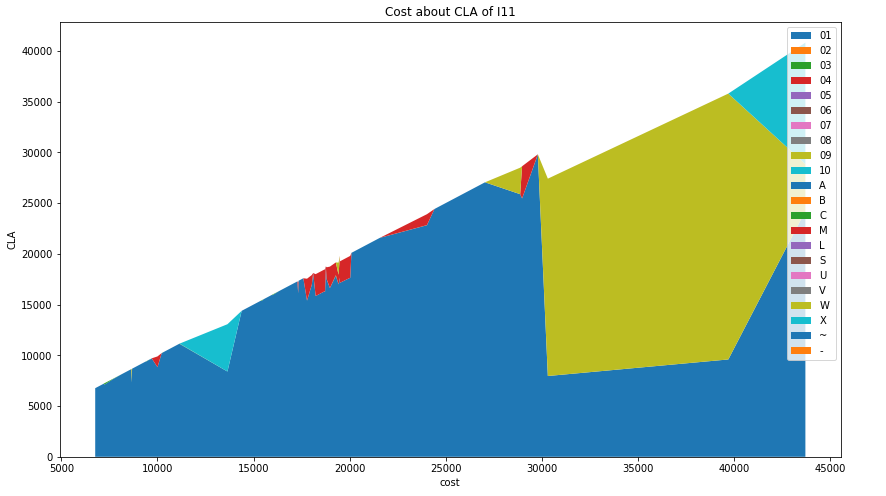 Cost about CLA of I11
CLA
40000
35000
30000
25000
20000
15000
10000
5000
0
5000 10000 15000 20000 25000 30000 35000 40000 45000
cost
01
02
03
04
05
06
07
08
09
10
A
B
C
M
L
S
U
V
W
X
~
-